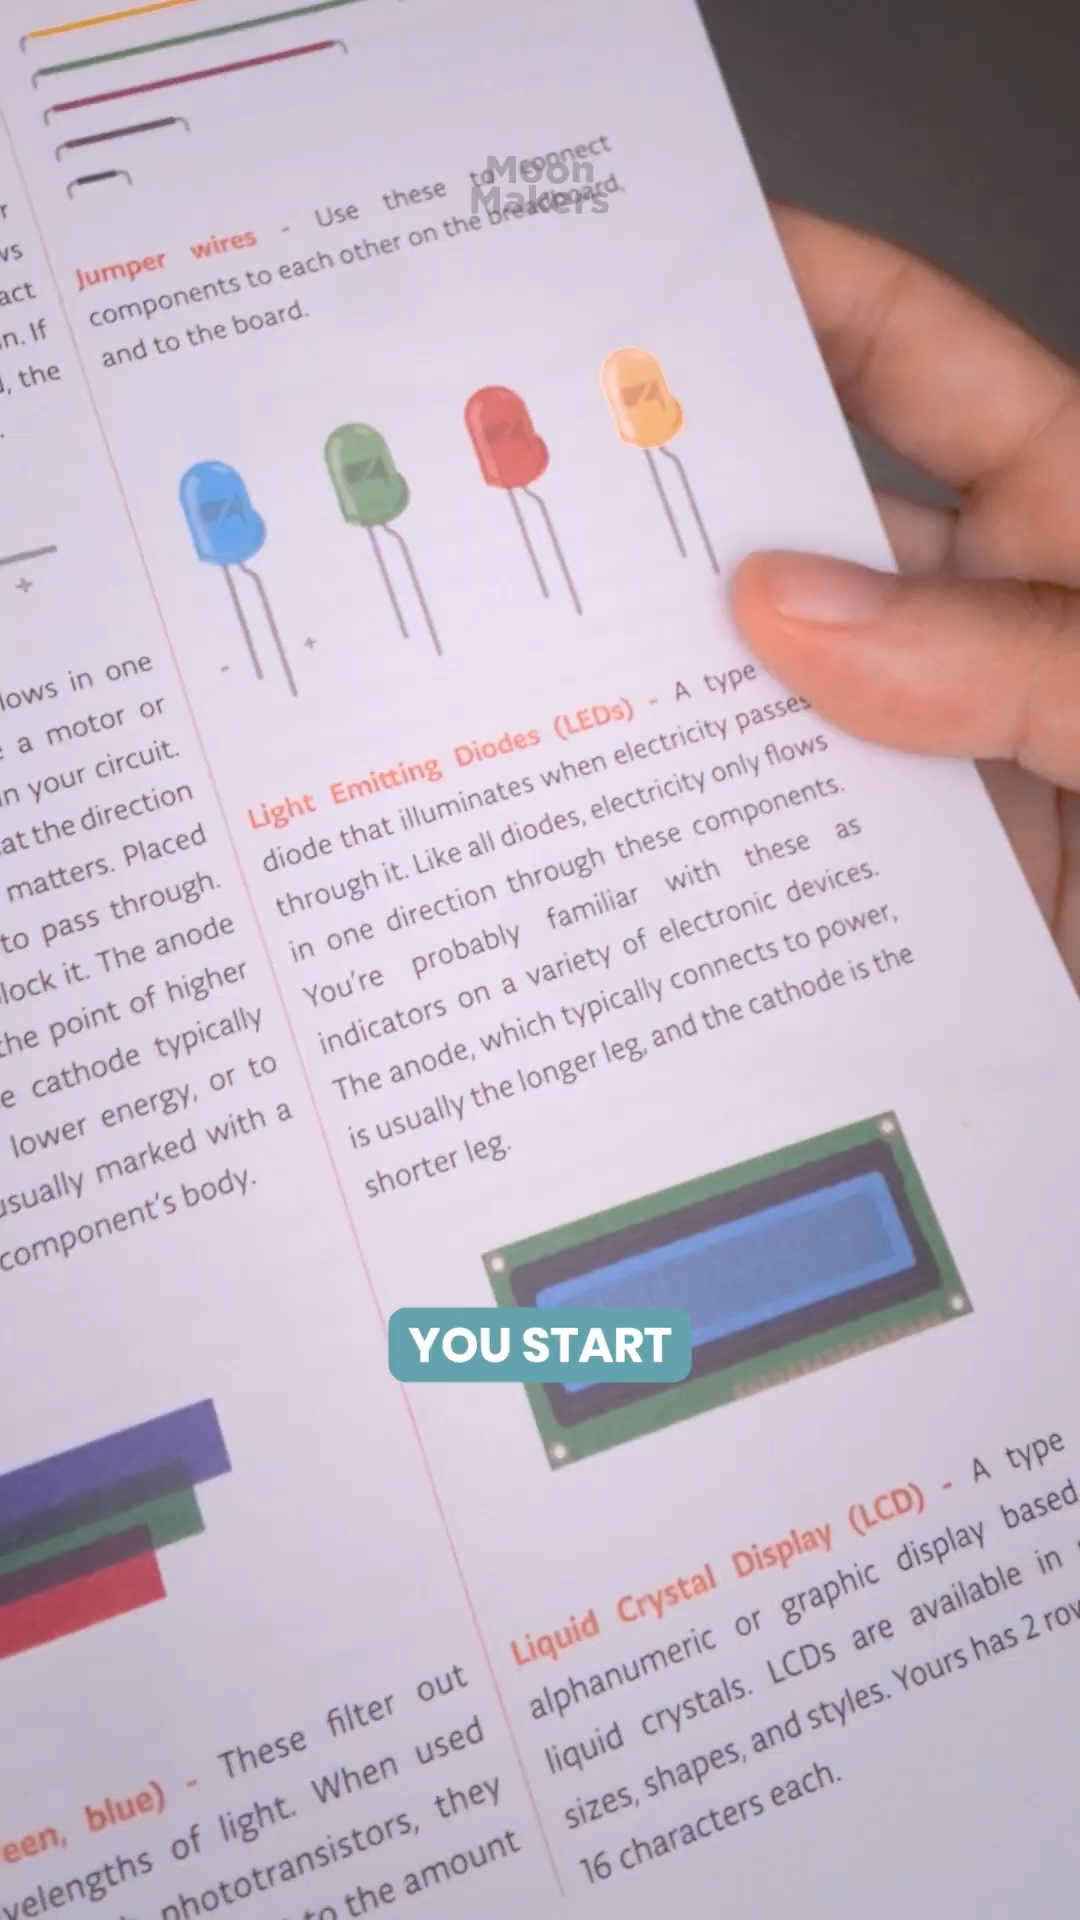 Moon
Makers
r
ws
act
n. If
, the
.
+
lows in one
e a motor or
in your circuit.
at the direction
matters. Placed
to pass through.
lock it. The anode
the point of higher
e cathode typically
lower energy, or to
usually marked with a
component's body.
een, blue) - These filter out
velengths of light. When used
phototransistors, they
to the amount
Jumper wires - Use these to connect
components to each other on the breadboard,
and to the board.
- +
Light Emitting Diodes (LEDs) - A type
diode that illuminates when electricity passes
through it. Like all diodes, electricity only flows
in one direction through these components.
You're probably familiar with these as
indicators on a variety of electronic devices.
The anode, which typically connects to power,
is usually the longer leg, and the cathode is the
shorter leg.
YOU START
Liquid Crystal Display (LCD) - A type
alphanumeric or graphic display based
liquid crystals. LCDs are available in
sizes, shapes, and styles. Yours has 2 row
16 characters each.